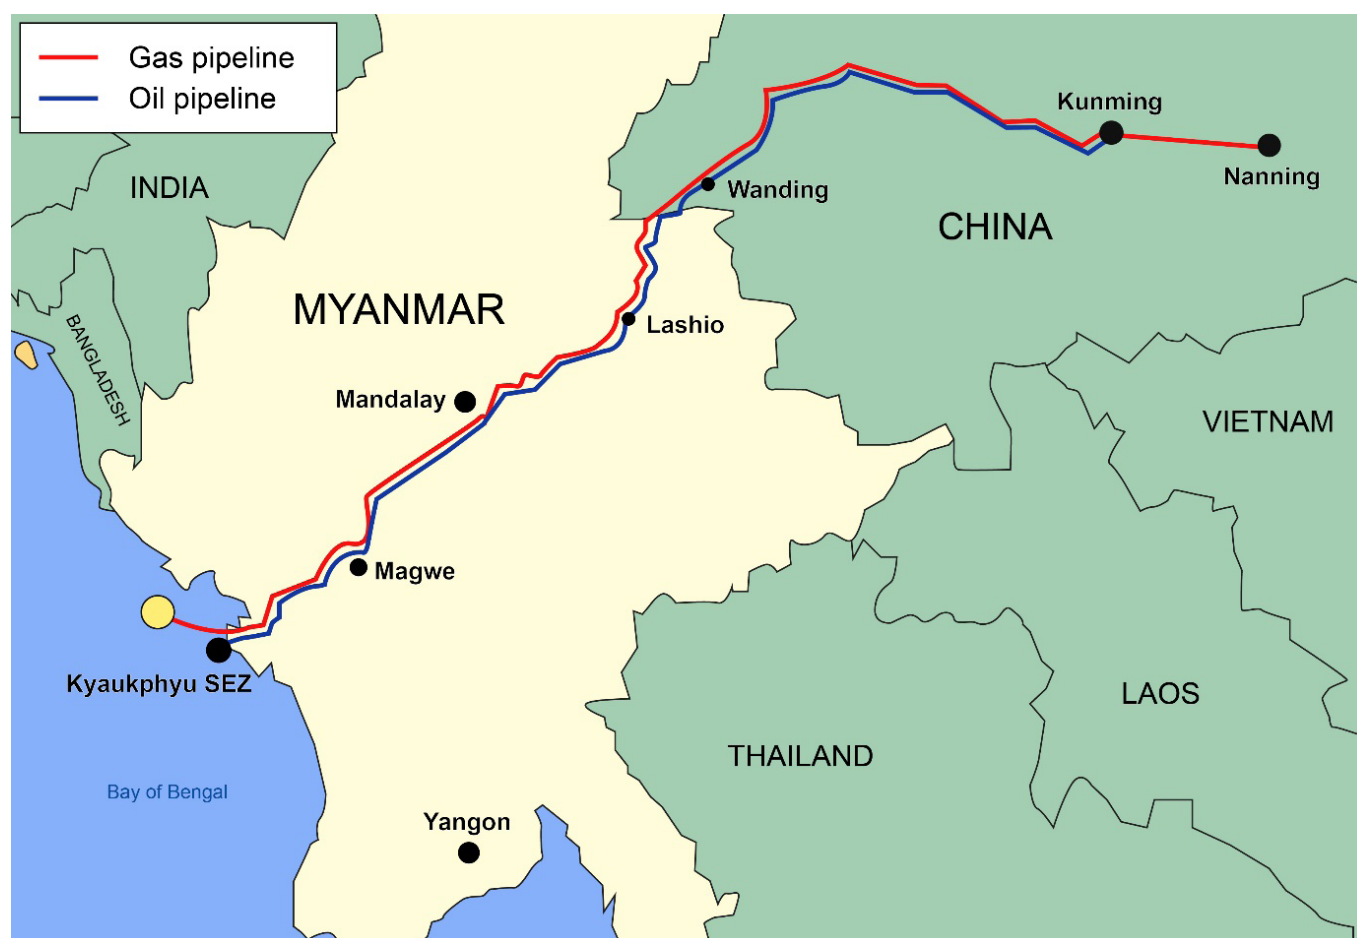 Gas pipeline
Oil pipeline
Kunming
Nanning
INDIA
Wanding
CHINA
MYANMAR
BANGLADESH
Lashio
Mandalay
VIETNAM
Magwe
Kyaukphyu SEZ
LAOS
THAILAND
Bay of Bengal
Yangon